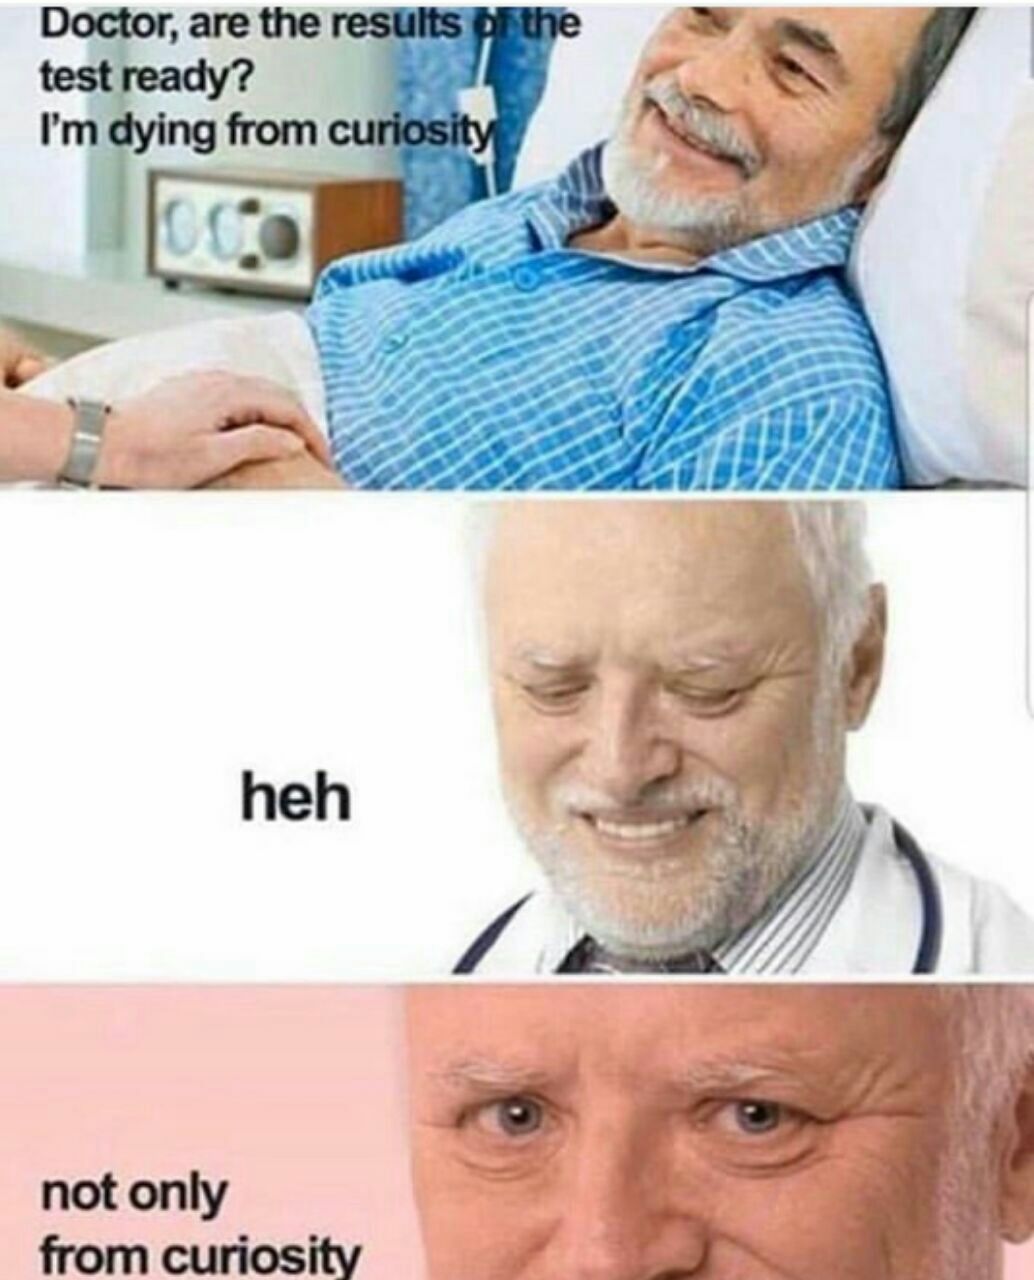 Doctor, are the results of the
test ready?
I'm dying from curiosity
heh
not only
from curiosity